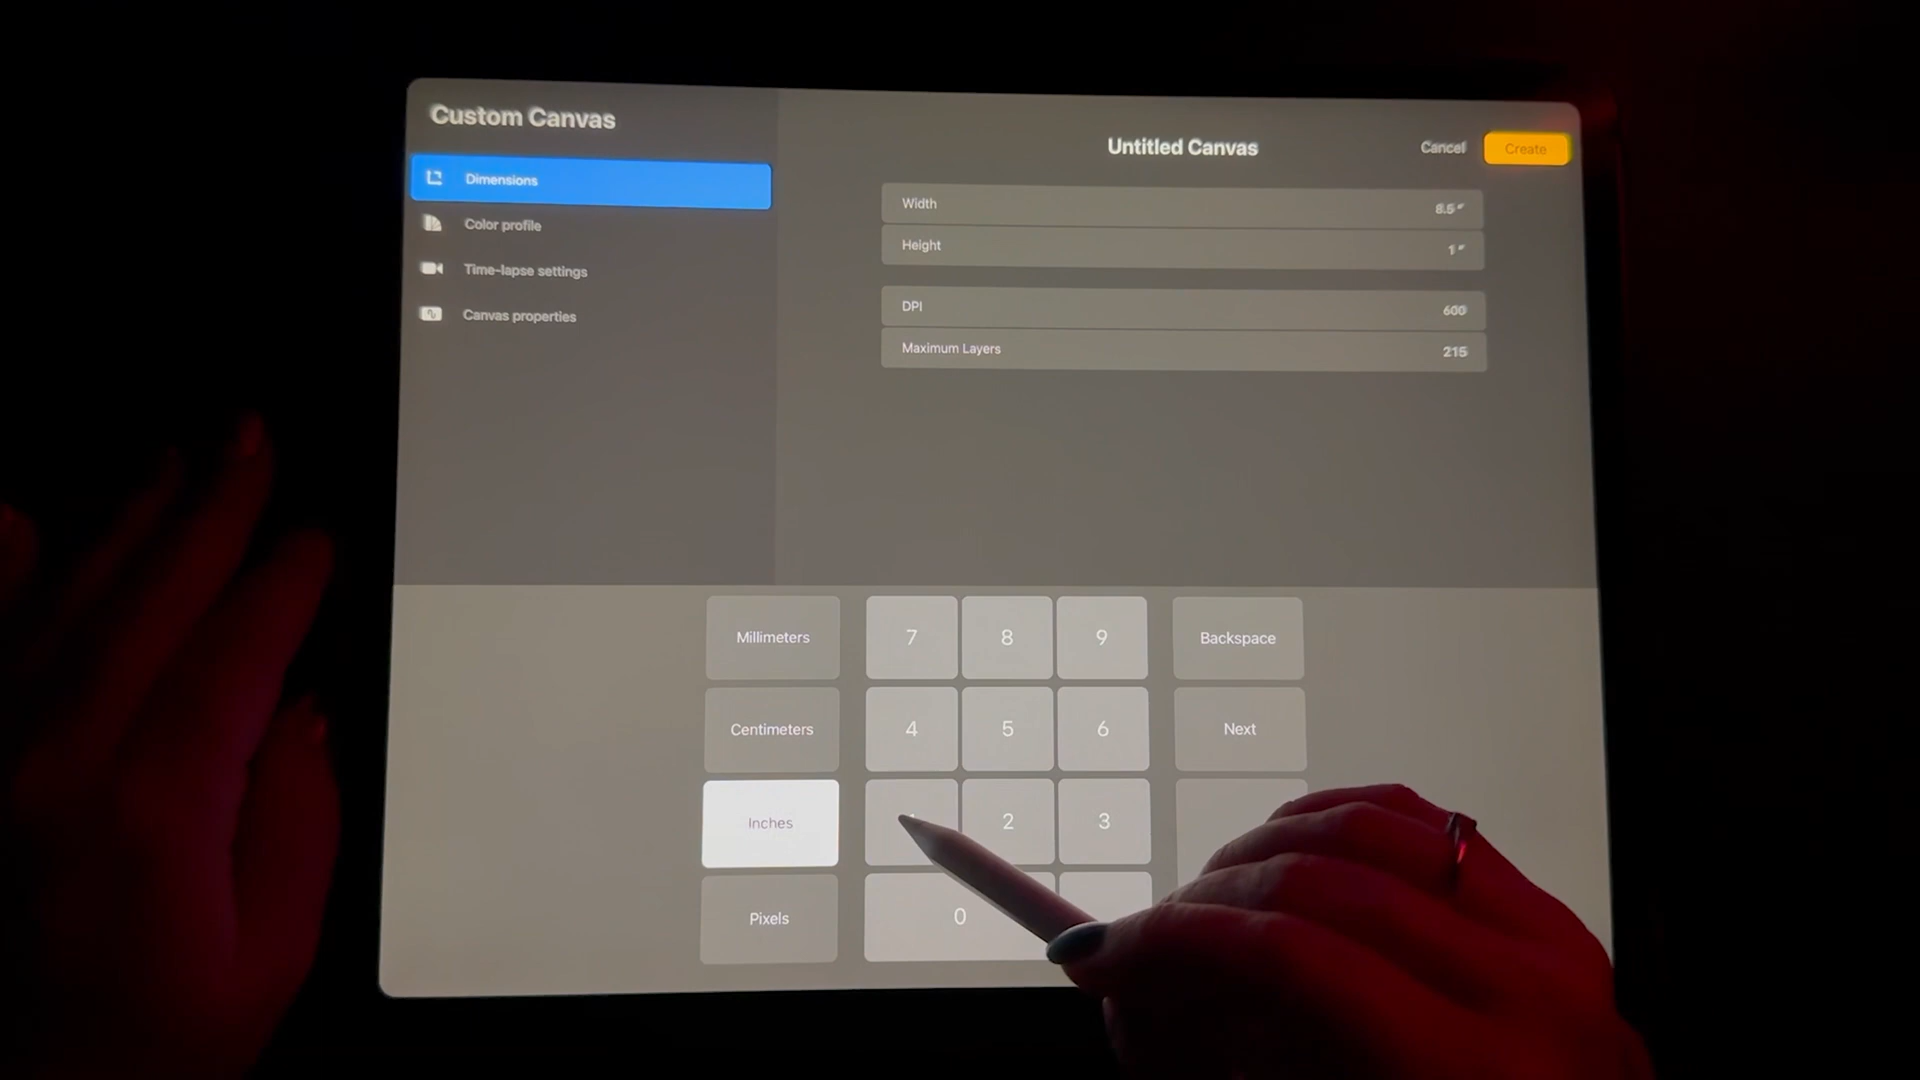 Custom Canvas
Dimensions
Color profile
Time-lapse settings
Canvas properties
Untitled Canvas
Cancel
Create
Width 8.5"
Height 1"
DPI 600
Maximum Layers 215
Millimeters 7 8 9 Backspace
Centimeters 4 5 6 Next
Inches 2 3
Pixels 0